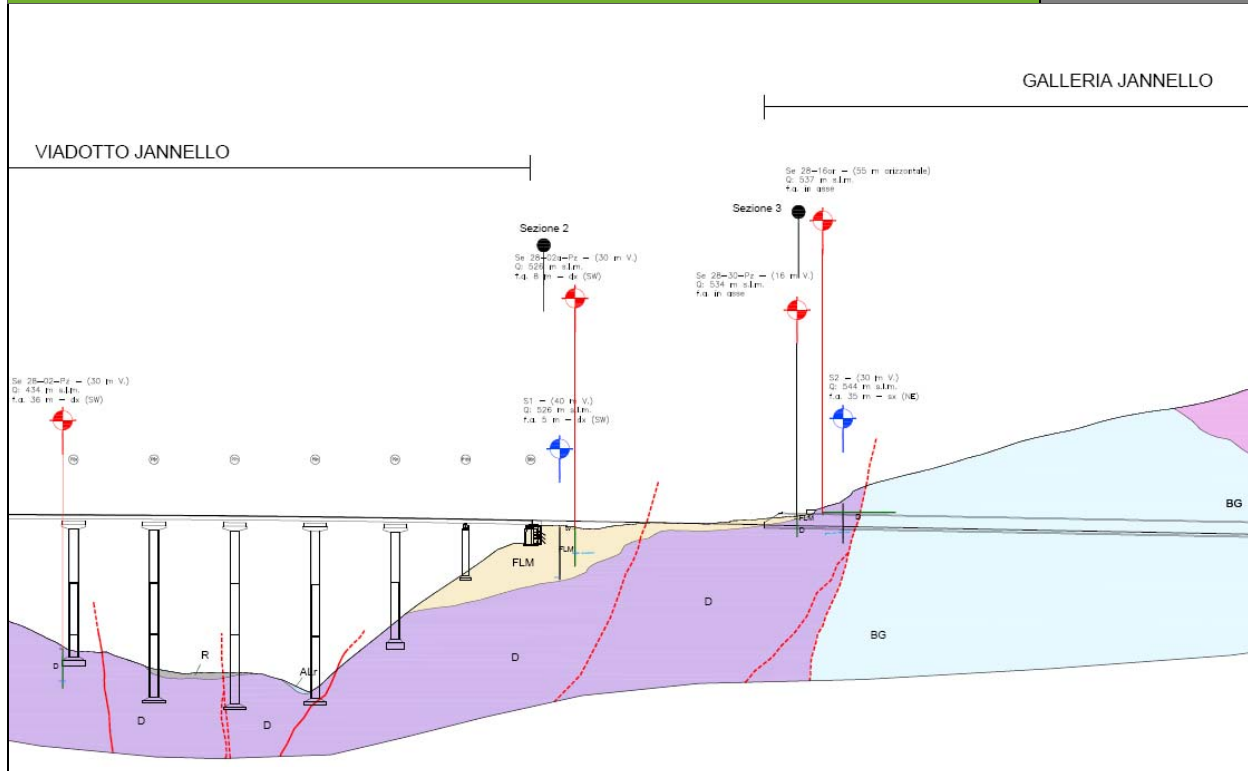 GALLERIA JANNELLO
VIADOTTO JANNELLO
Se 28-16or - (55 m orizzontale)
Q: 537 m s.l.m.
f.a. in asse
Sezione 3
Sezione 2
Se 28-02a-Pz - (30 m V.)
Q: 526 m s.l.m.
f.a. 8 m - dx (SW)
Se 28-30-Pz - (16 m V.)
Q: 534 m s.l.m.
f.a. in asse
Se 28-02-Pz - (30 m V.)
Q: 434 m s.l.m.
f.a. 36 m - dx (SW)
S1 - (40 m V.)
Q: 526 m s.l.m.
f.a. 5 m - dx (SW)
S2 - (30 m V.)
Q: 544 m s.l.m.
f.a. 35 m - sx (NE)
BG
FLM
D
D
FLM
FLM
D
BG
D
R
D
D
D